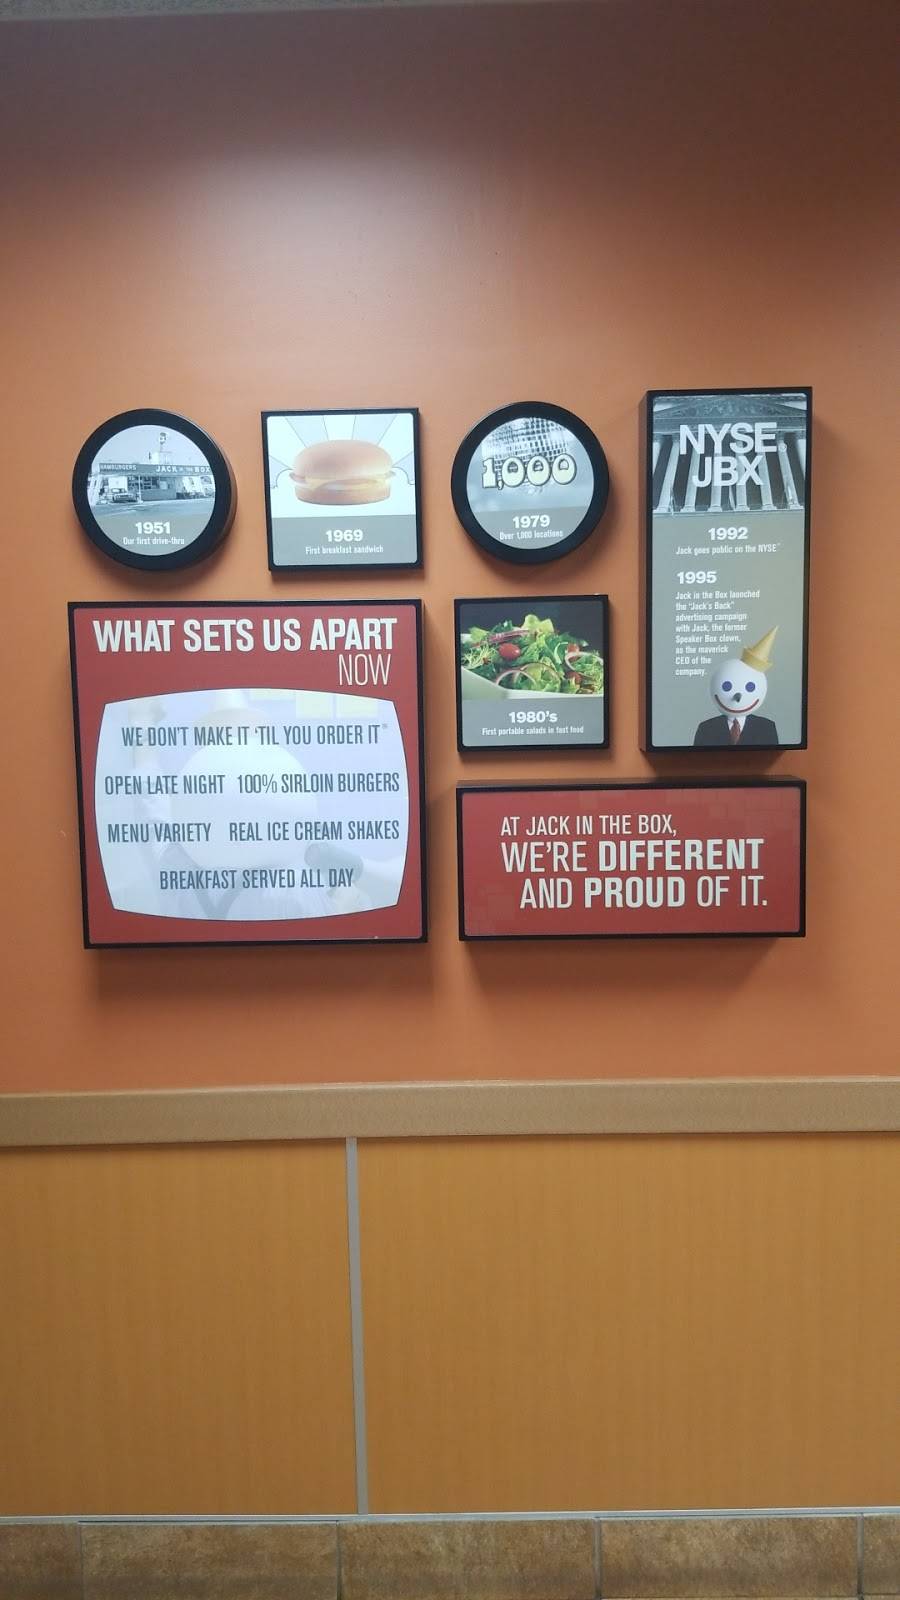 HAMBURGERS JACK IN THE BOX
1951
Our first drive-thru
1969
First breakfast sandwich
1,000
1979
Over 1,000 locations
NYSE®
JBX
1992
Jack goes public on the NYSE™
1995
Jack in the Box launched
the "Jack's Back"
advertising campaign
with Jack, the former
Speaker Box clown,
as the maverick
CEO of the
company.
1980's
First portable salads in fast food
WHAT SETS US APART
NOW
WE DON'T MAKE IT 'TIL YOU ORDER IT®
OPEN LATE NIGHT 100% SIRLOIN BURGERS
MENU VARIETY REAL ICE CREAM SHAKES
BREAKFAST SERVED ALL DAY
AT JACK IN THE BOX,
WE'RE DIFFERENT
AND PROUD OF IT.